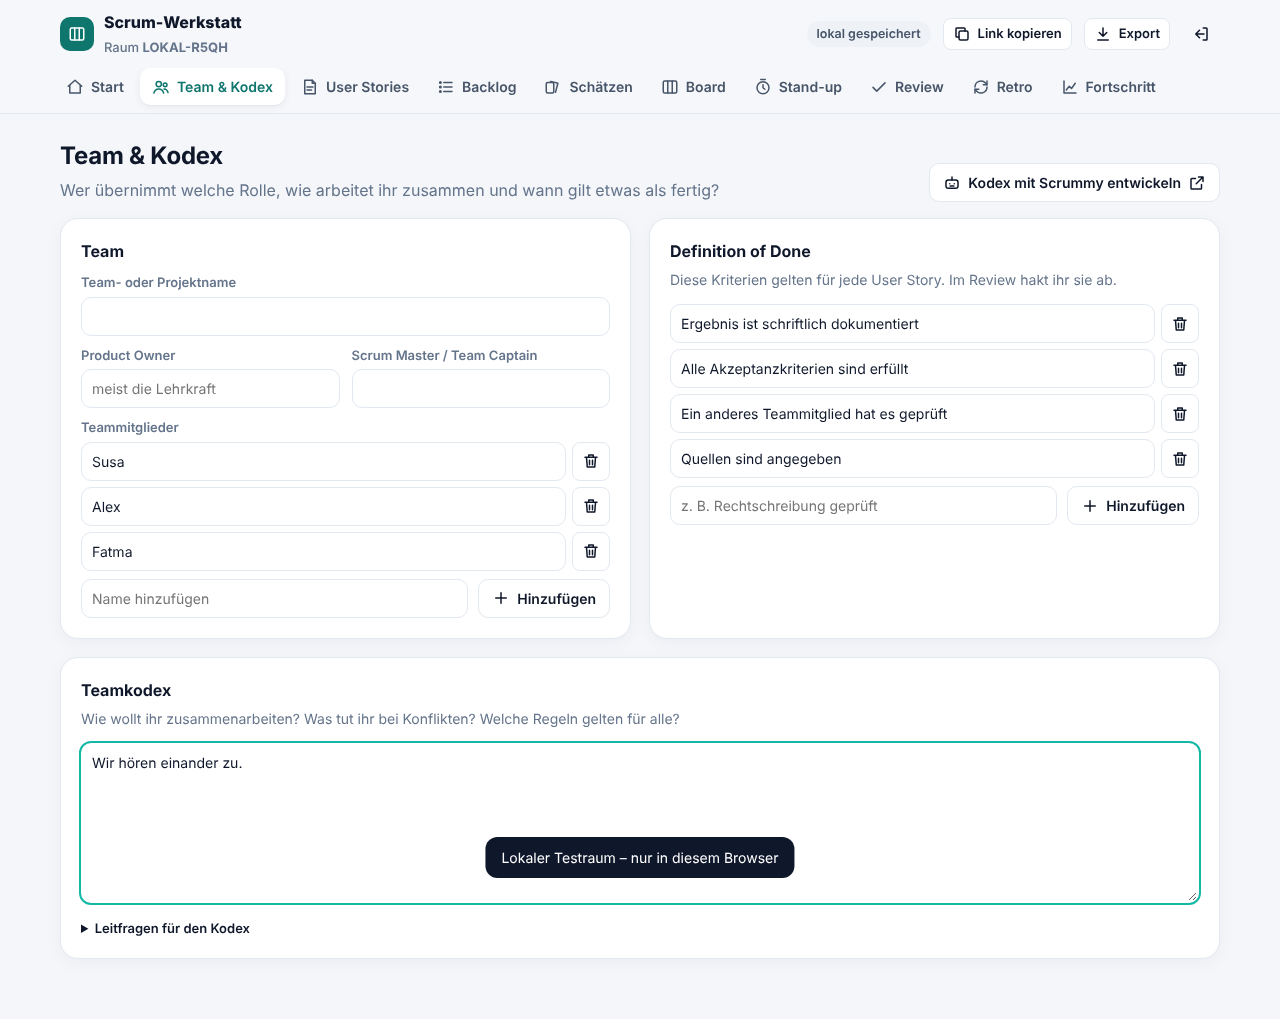 Scrum-Werkstatt
Raum LOKAL-R5QH
lokal gespeichert
Link kopieren
Export
Start
Team & Kodex
User Stories
Backlog
Schätzen
Board
Stand-up
Review
Retro
Fortschritt
Team & Kodex
Wer übernimmt welche Rolle, wie arbeitet ihr zusammen und wann gilt etwas als fertig?
Kodex mit Scrummy entwickeln
Team
Team- oder Projektname
Product Owner
Scrum Master / Team Captain
meist die Lehrkraft
Teammitglieder
Susa
Alex
Fatma
Name hinzufügen
Hinzufügen
Definition of Done
Diese Kriterien gelten für jede User Story. Im Review hakt ihr sie ab.
Ergebnis ist schriftlich dokumentiert
Alle Akzeptanzkriterien sind erfüllt
Ein anderes Teammitglied hat es geprüft
Quellen sind angegeben
z. B. Rechtschreibung geprüft
Hinzufügen
Teamkodex
Wie wollt ihr zusammenarbeiten? Was tut ihr bei Konflikten? Welche Regeln gelten für alle?
Wir hören einander zu.
Lokaler Testraum – nur in diesem Browser
Leitfragen für den Kodex